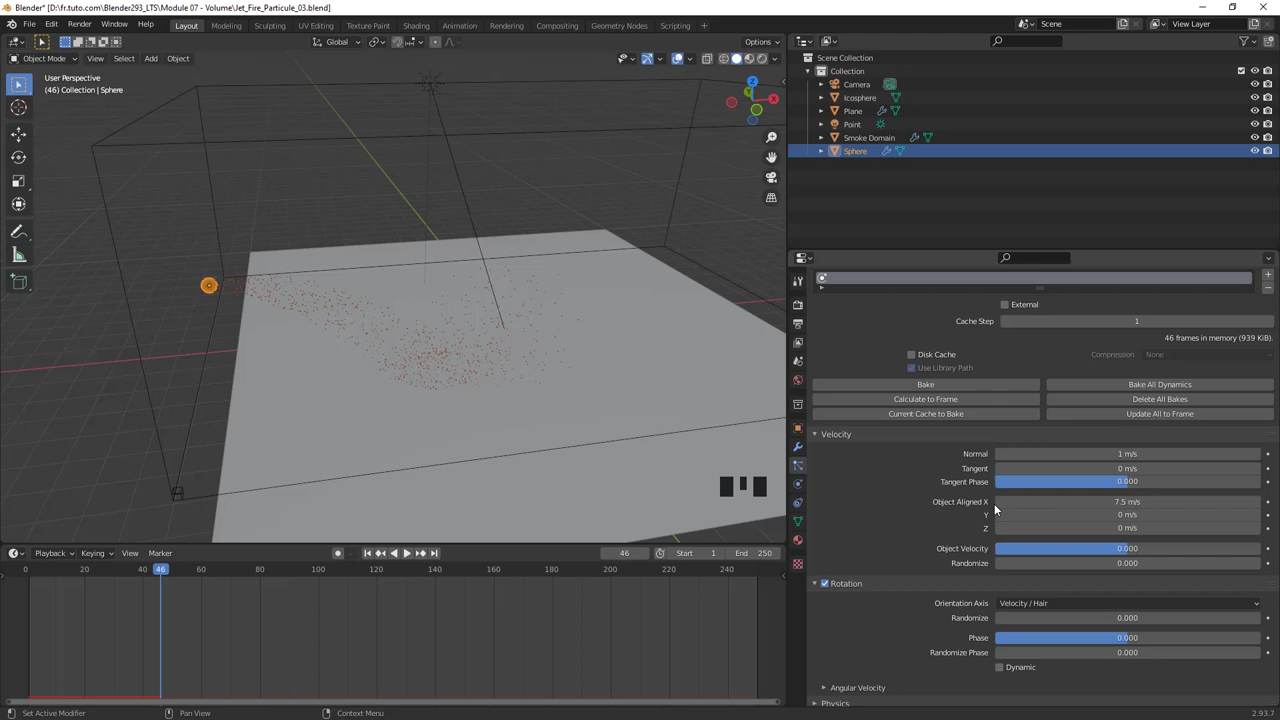 Blender* [D:\fr.tuto.com\Blender293_LTS\Module 07 - Volume\Jet_Fire_Particule_03.blend]
File Edit Render Window Help Layout Modeling Sculpting UV Editing Texture Paint Shading Animation Rendering Compositing Geometry Nodes Scripting Scene View Layer
Global Options
Object Mode View Select Add Object
User Perspective
(46) Collection | Sphere
Z
Y
X
Scene Collection
Collection
Camera
Icosphere
Plane
Point
Smoke Domain
Sphere
External
Cache Step 1
46 frames in memory (939 KiB).
Disk Cache Compression None
Use Library Path
Bake Bake All Dynamics
Calculate to Frame Delete All Bakes
Current Cache to Bake Update All to Frame
Velocity
Normal 1 m/s
Tangent 0 m/s
Tangent Phase 0.000
Object Aligned X 7.5 m/s
Y 0 m/s
Z 0 m/s
Object Velocity 0.000
Randomize 0.000
Rotation
Orientation Axis Velocity / Hair
Randomize 0.000
Phase 0.000
Randomize Phase 0.000
Dynamic
Angular Velocity
Physics
Playback Keying View Marker 46 Start 1 End 250
0 20 40 46 60 80 100 120 140 160 180 200 220 240
Set Active Modifier Pan View Context Menu 2.93.7